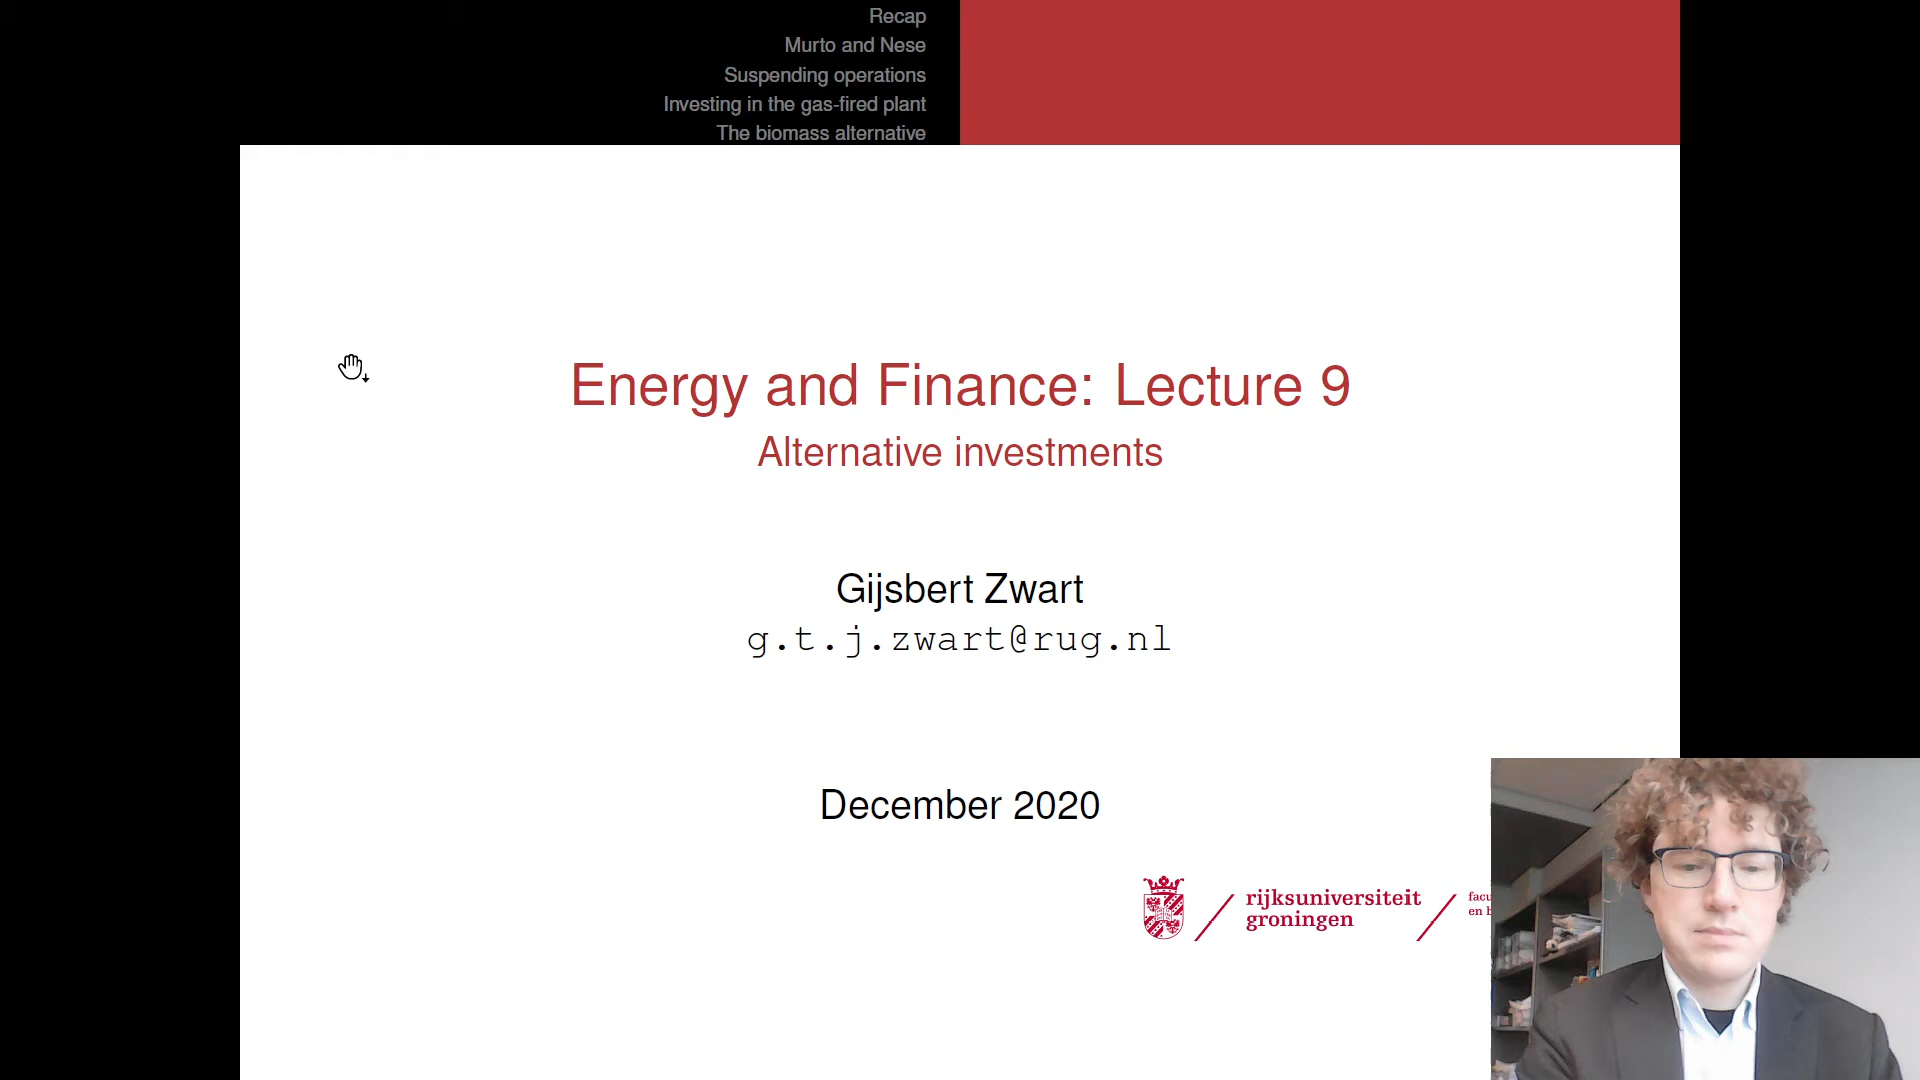 Recap
Murto and Nese
Suspending operations
Investing in the gas-fired plant
The biomass alternative
Energy and Finance: Lecture 9
Alternative investments
Gijsbert Zwart
g.t.j.zwart@rug.nl
December 2020
rijksuniversiteit
groningen